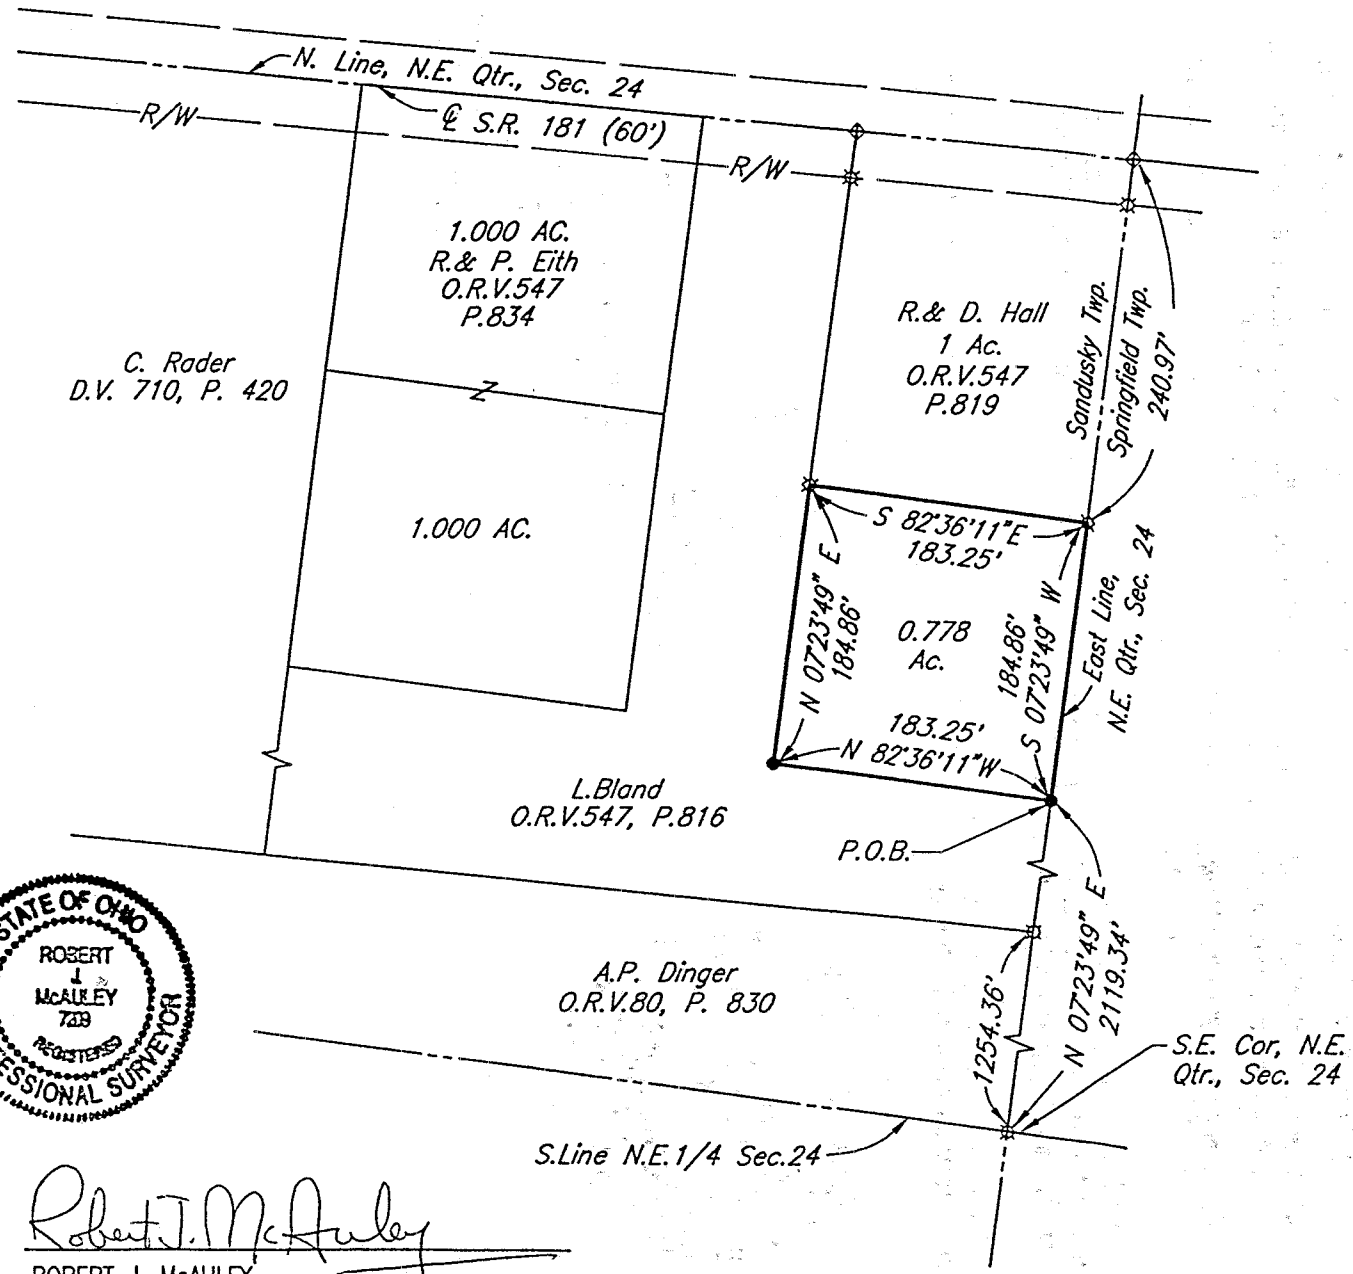 N. Line, N.E. Qtr., Sec. 24
℄ S.R. 181 (60')
R/W
R/W
1.000 AC.
R.& P. Eith
O.R.V.547
P.834
R.& D. Hall
1 Ac.
O.R.V.547
P.819
Sandusky Twp.
Springfield Twp.
240.97'
C. Rader
D.V. 710, P. 420
1.000 AC.
S 82°36'11"E
183.25'
N 07°23'49" E
184.86'
0.778
Ac.
184.86'
S 07°23'49" W
East Line,
N.E. Qtr., Sec. 24
183.25'
N 82°36'11"W
L.Bland
O.R.V.547, P.816
P.O.B.
N 07°23'49" E
2119.34'
1254.36'
A.P. Dinger
O.R.V.80, P. 830
S.E. Cor, N.E.
Qtr., Sec. 24
S.Line N.E.1/4 Sec.24
STATE OF OHIO
ROBERT
J.
McAULEY
REGISTERED
ESSIONAL SURVEYOR
Robert J. McAuley
ROBERT J. McAULEY